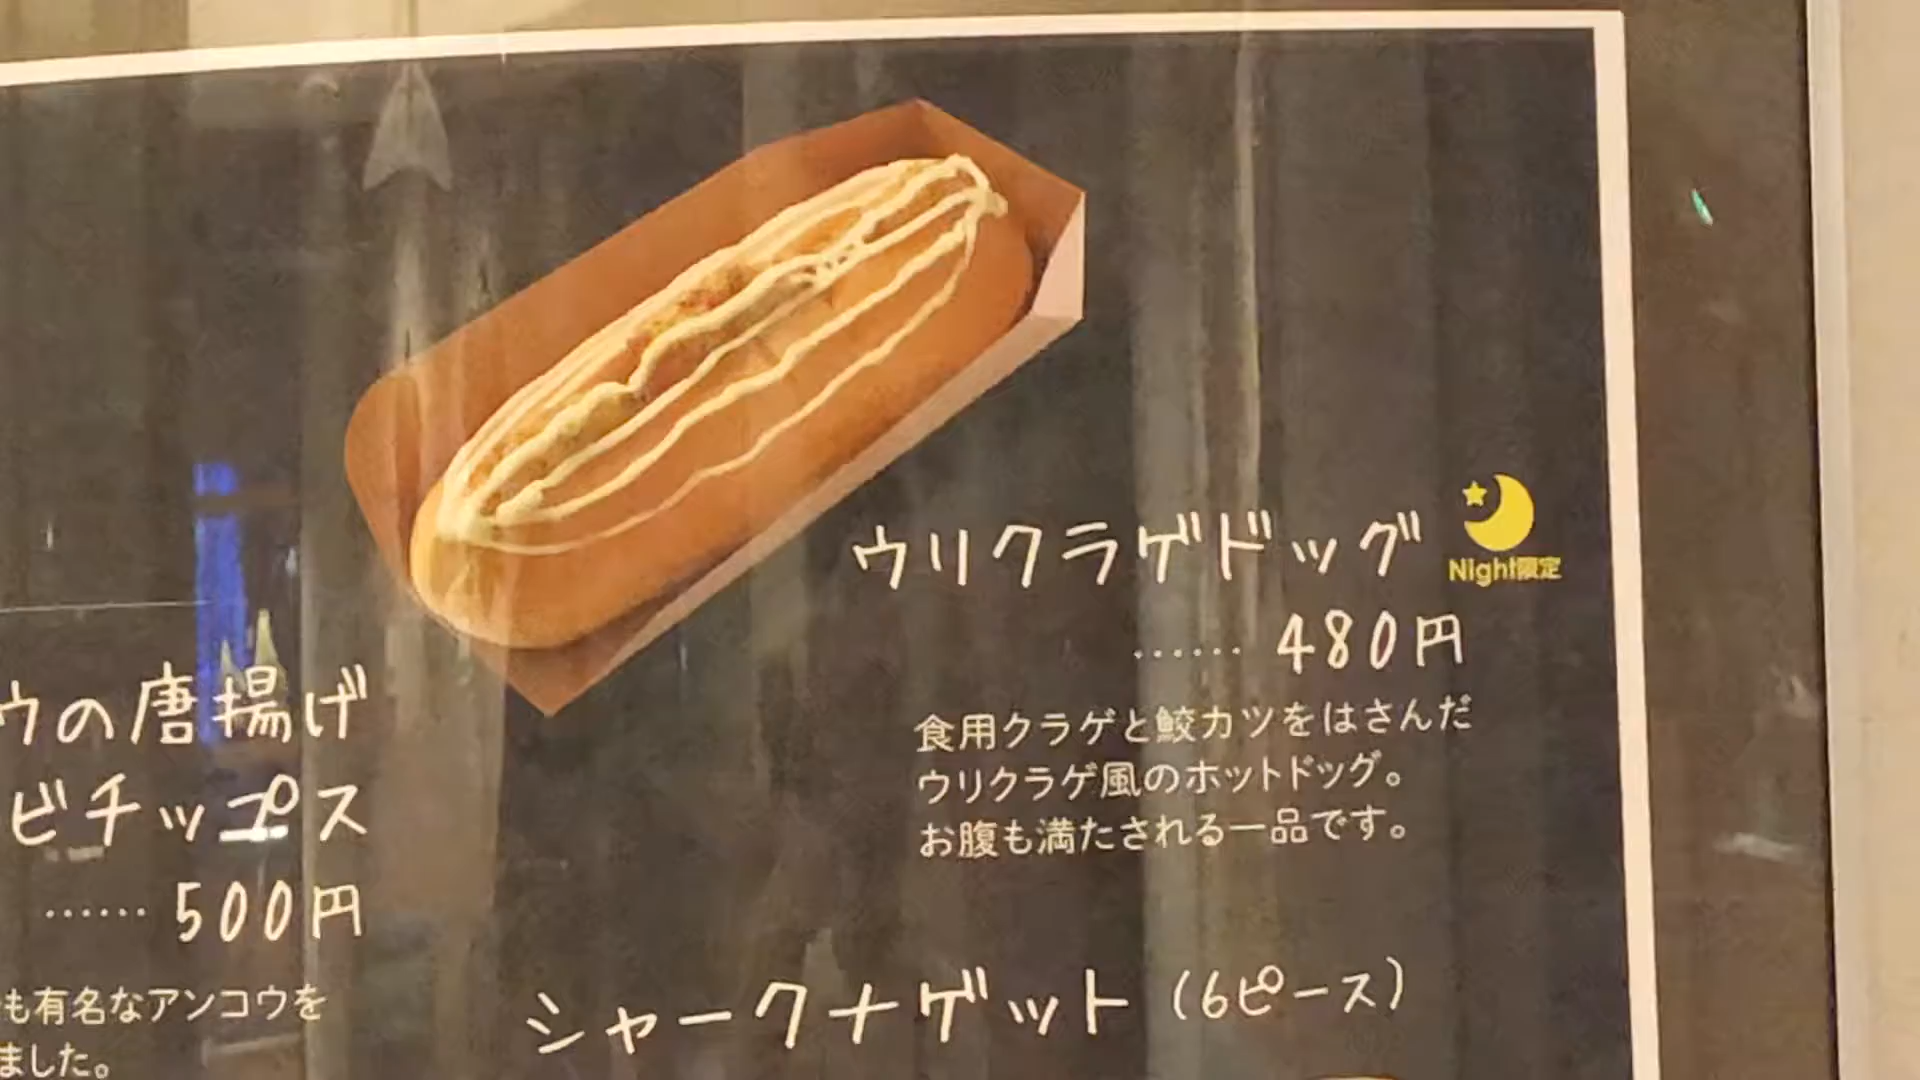 ウリクラゲドッグ
Night限定
……480円
食用クラゲと鮫カツをはさんだ
ウリクラゲ風のホットドッグ。
お腹も満たされる一品です。
ウの唐揚げ
ビチップス
……500円
も有名なアンコウを
ました。
シャークナゲット(6ピース)